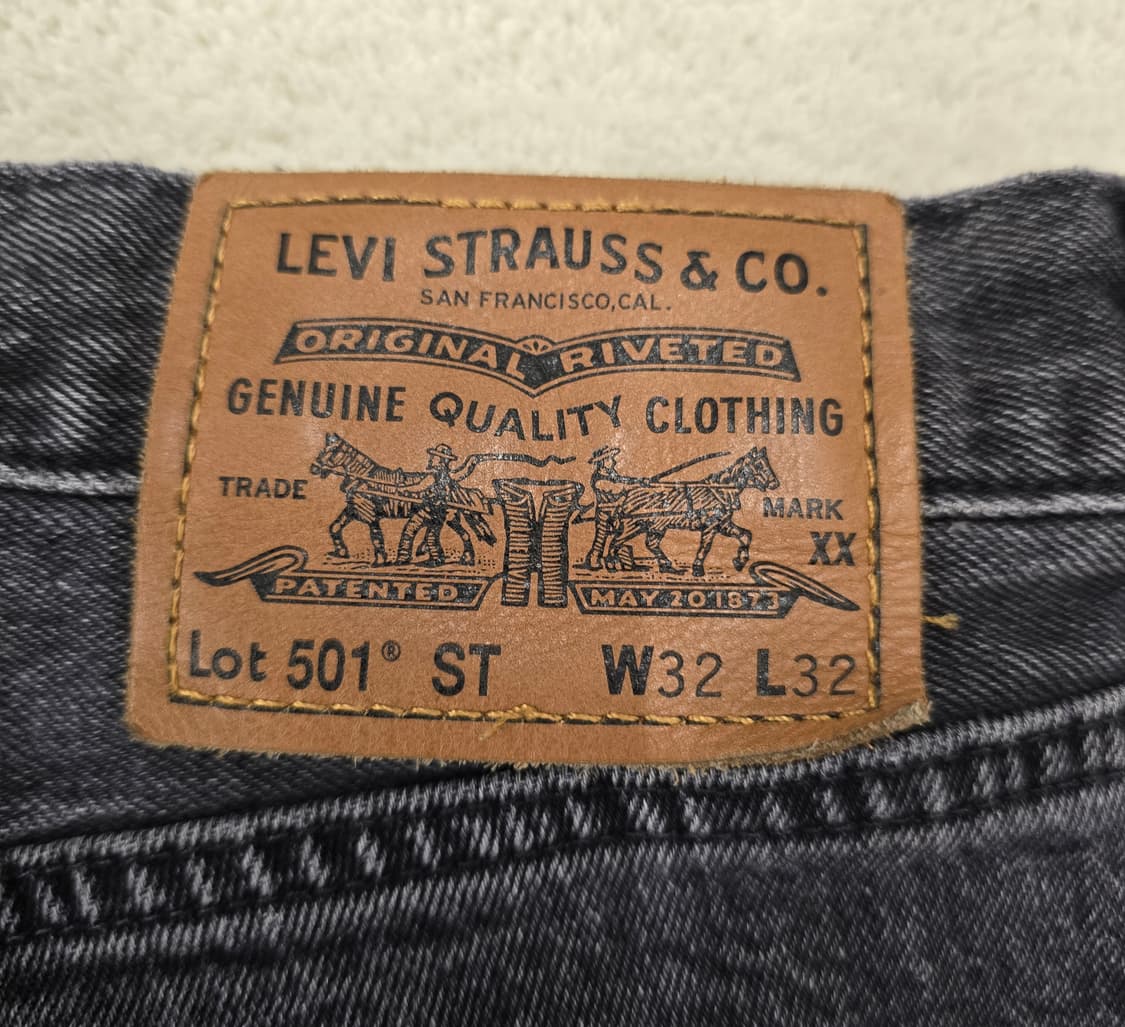 LEVI STRAUSS & CO.
SAN FRANCISCO, CAL.
ORIGINAL RIVETED
GENUINE QUALITY CLOTHING
TRADE MARK
XX
PATENTED MAY 20 1873
Lot 501® ST W32 L32